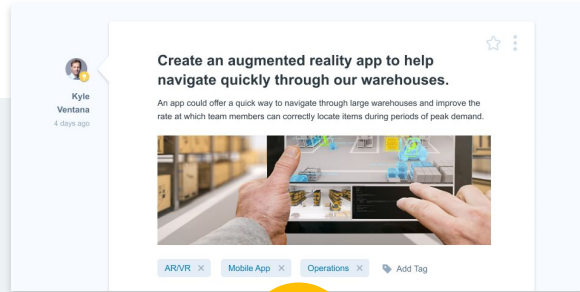 Create an augmented reality app to help
navigate quickly through our warehouses.
Kyle
Ventana
4 days ago
An app could offer a quick way to navigate through large warehouses and improve the
rate at which team members can correctly locate items during periods of peak demand.
AR/VR × Mobile App × Operations × Add Tag